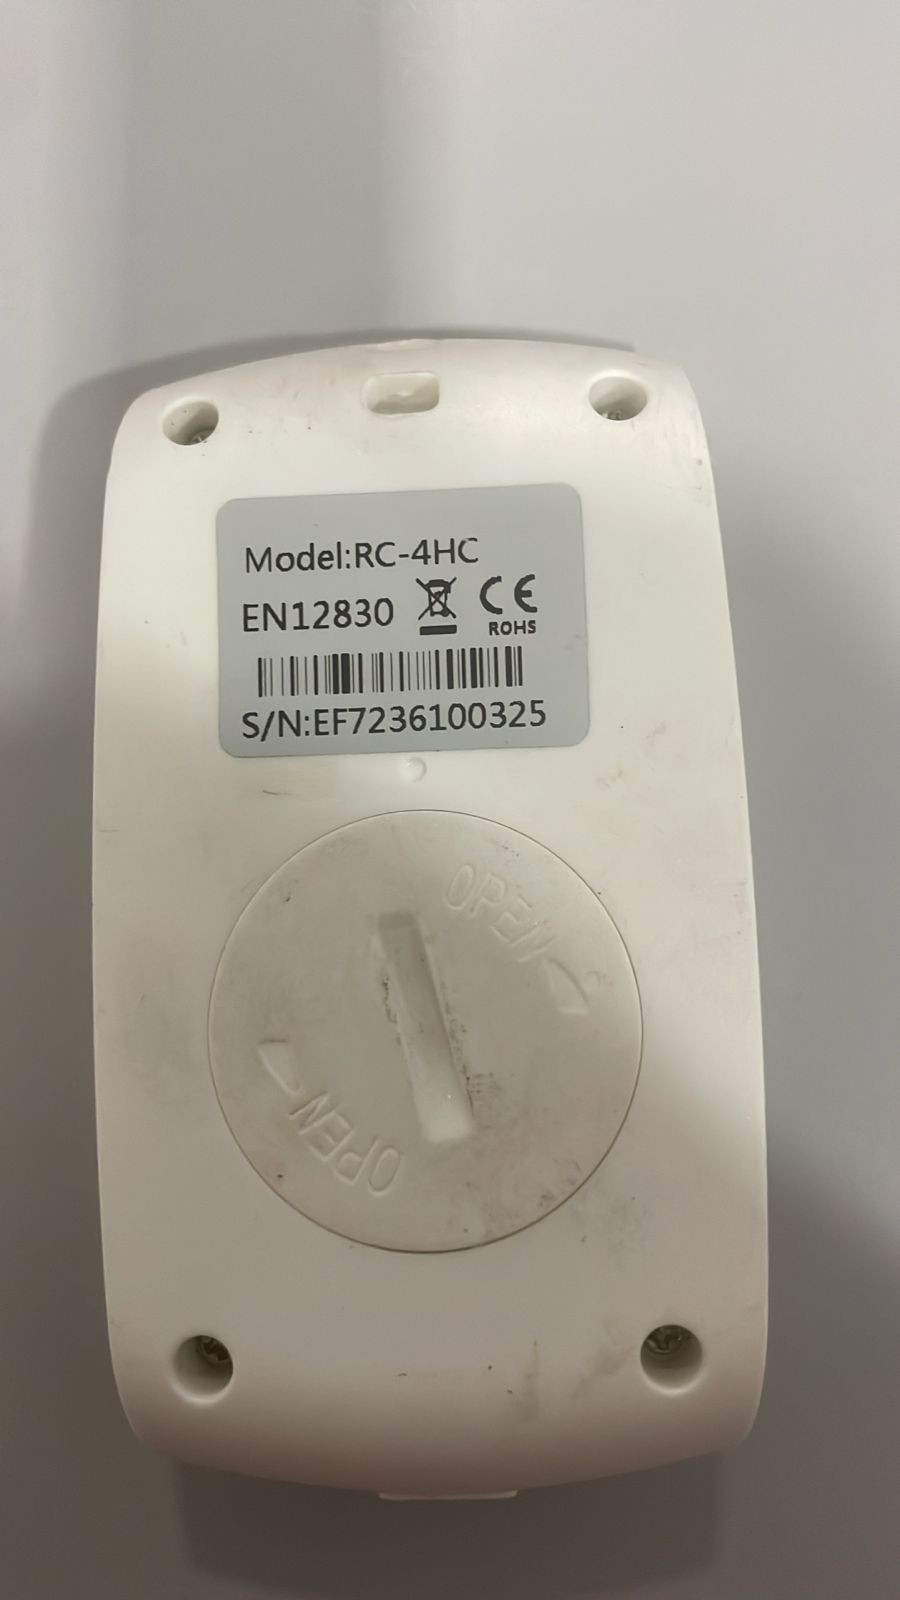 Model:RC-4HC
EN12830 CE
ROHS
S/N:EF7236100325
OPEN
OPEN